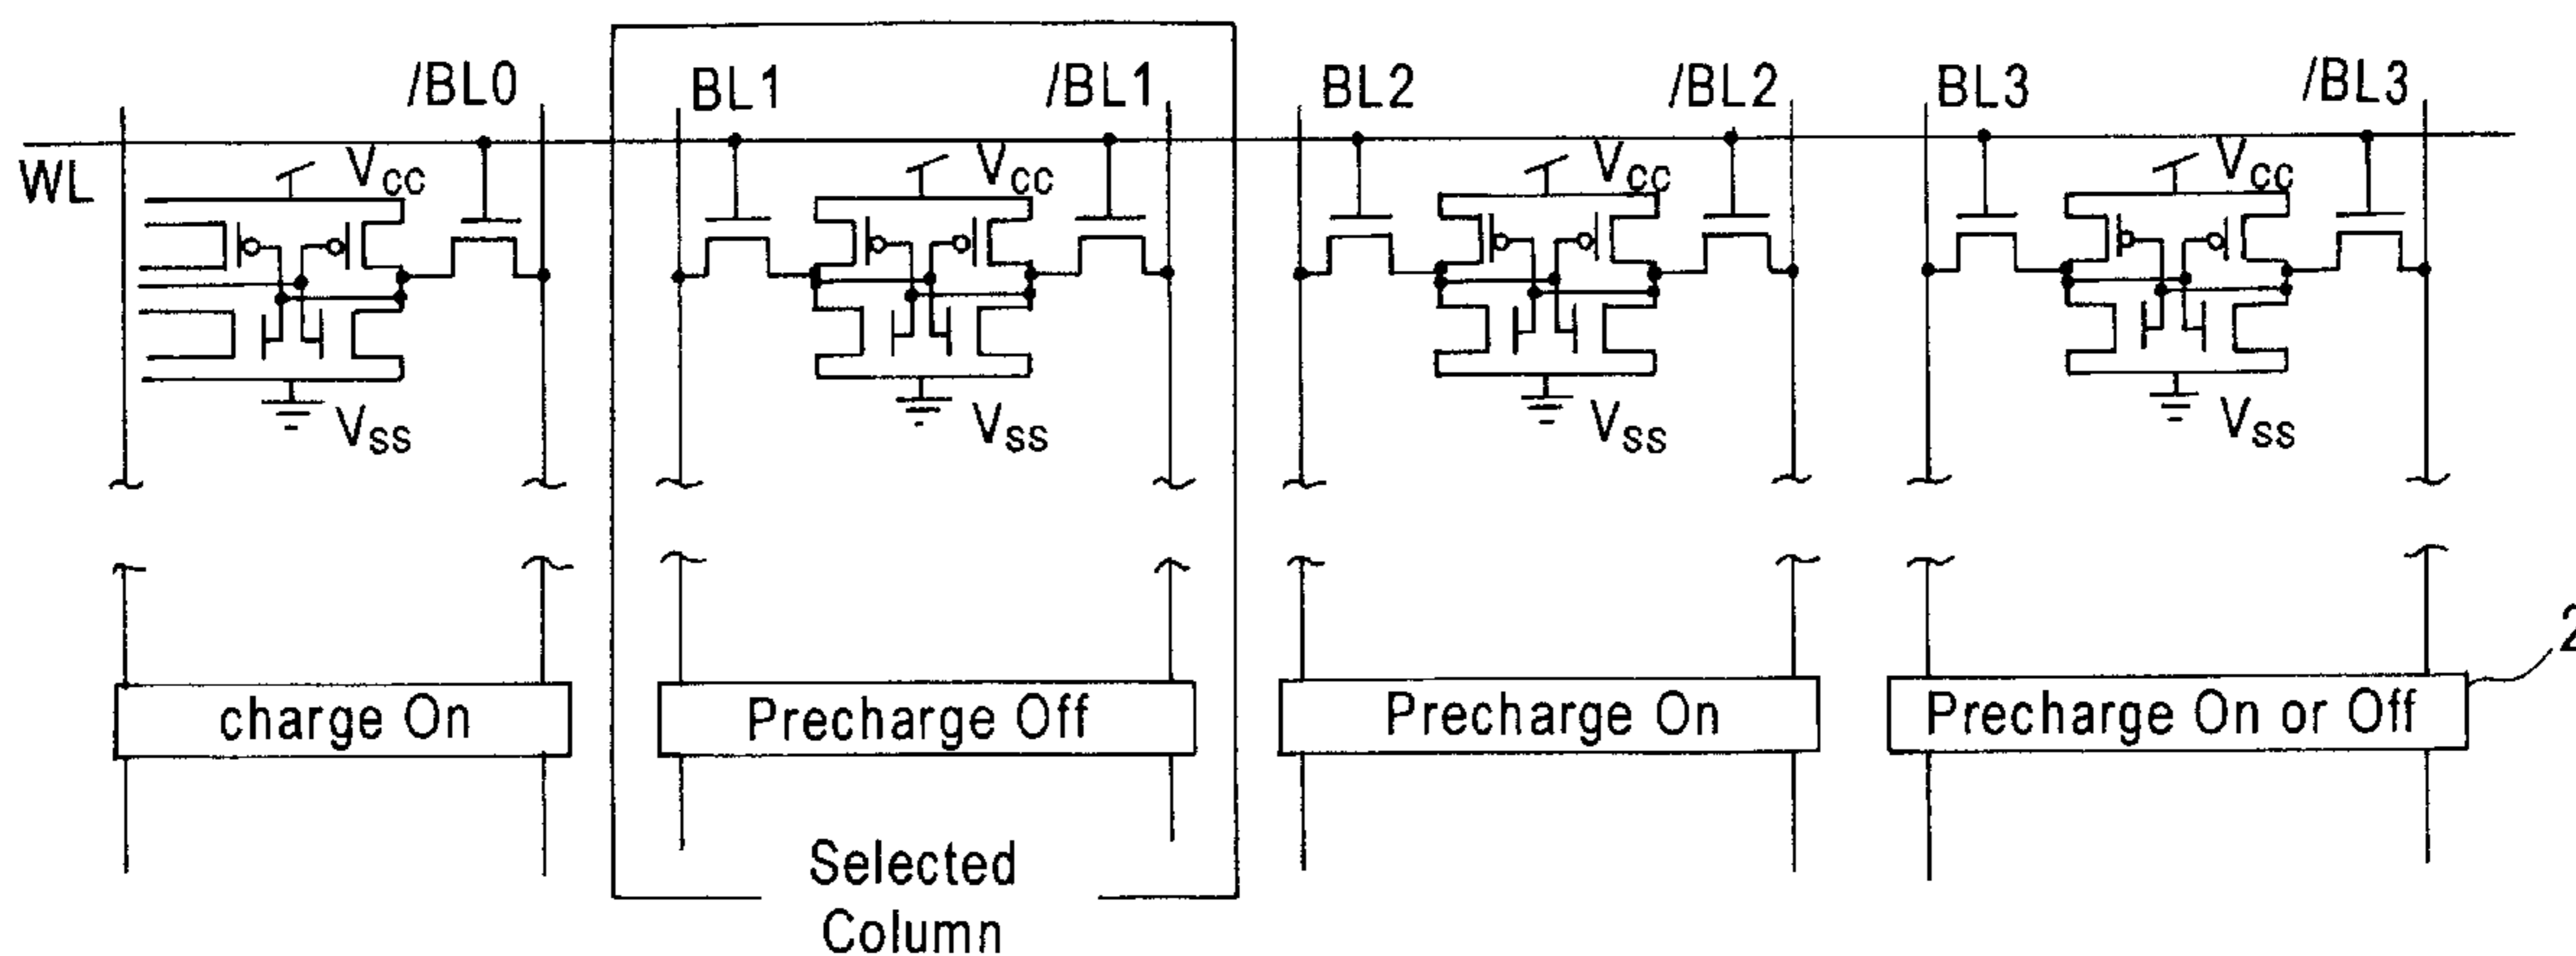 /BL0 BL1 /BL1 BL2 /BL2 BL3 /BL3
WL
Vcc Vcc Vcc Vcc
Vss Vss Vss Vss
charge On Precharge Off Precharge On Precharge On or Off
Selected
Column